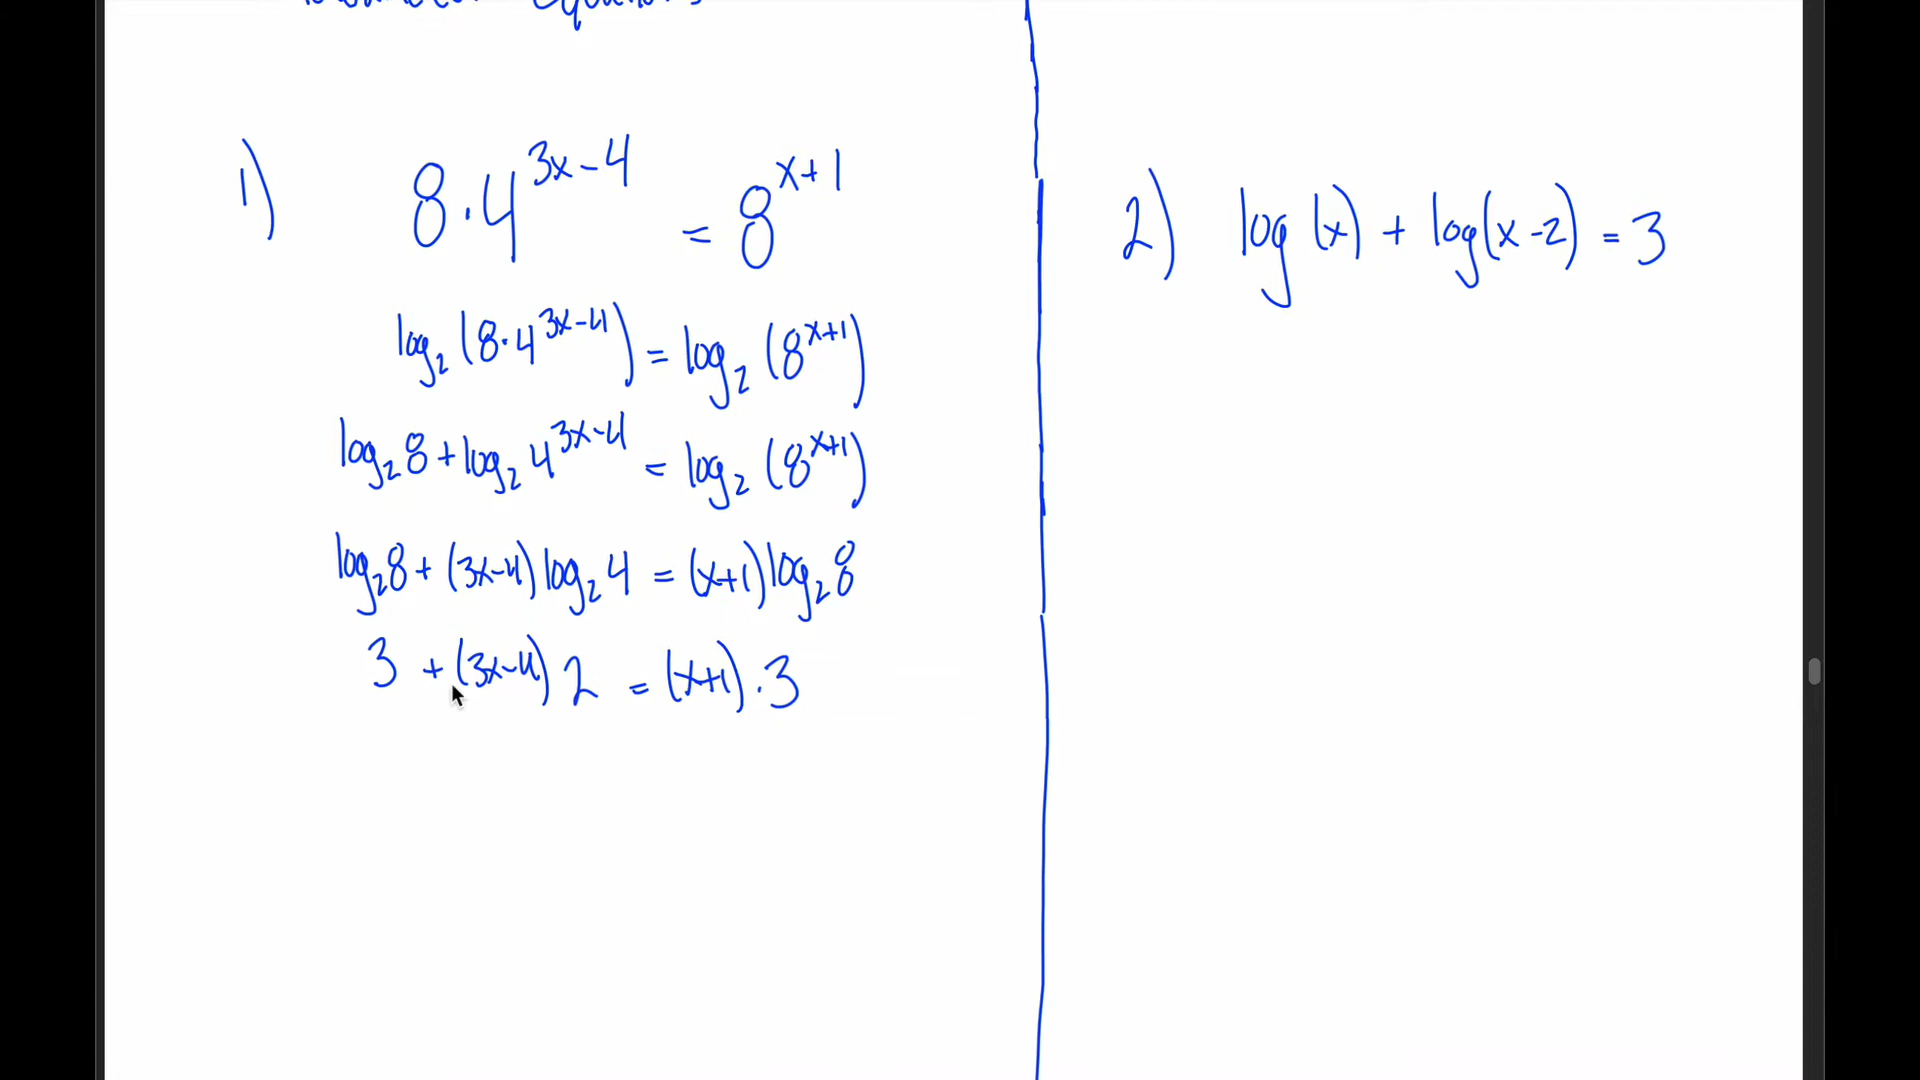 1) 8·4^(3x-4) = 8^(x+1)
log₂(8·4^(3x-4)) = log₂(8^(x+1))
log₂8 + log₂4^(3x-4) = log₂(8^(x+1))
log₂8 + (3x-4)log₂4 = (x+1)log₂8
3 + (3x-4)2 = (x+1)·3
2) log(x) + log(x-2) = 3